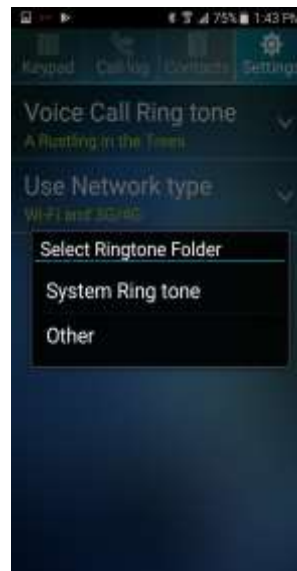 75% 1:43 PM
Keypad Call log Contacts Settings
Voice Call Ring tone
A Rustling in the Trees
Use Network type
Wi-Fi and 3G/4G
Select Ringtone Folder
System Ring tone
Other